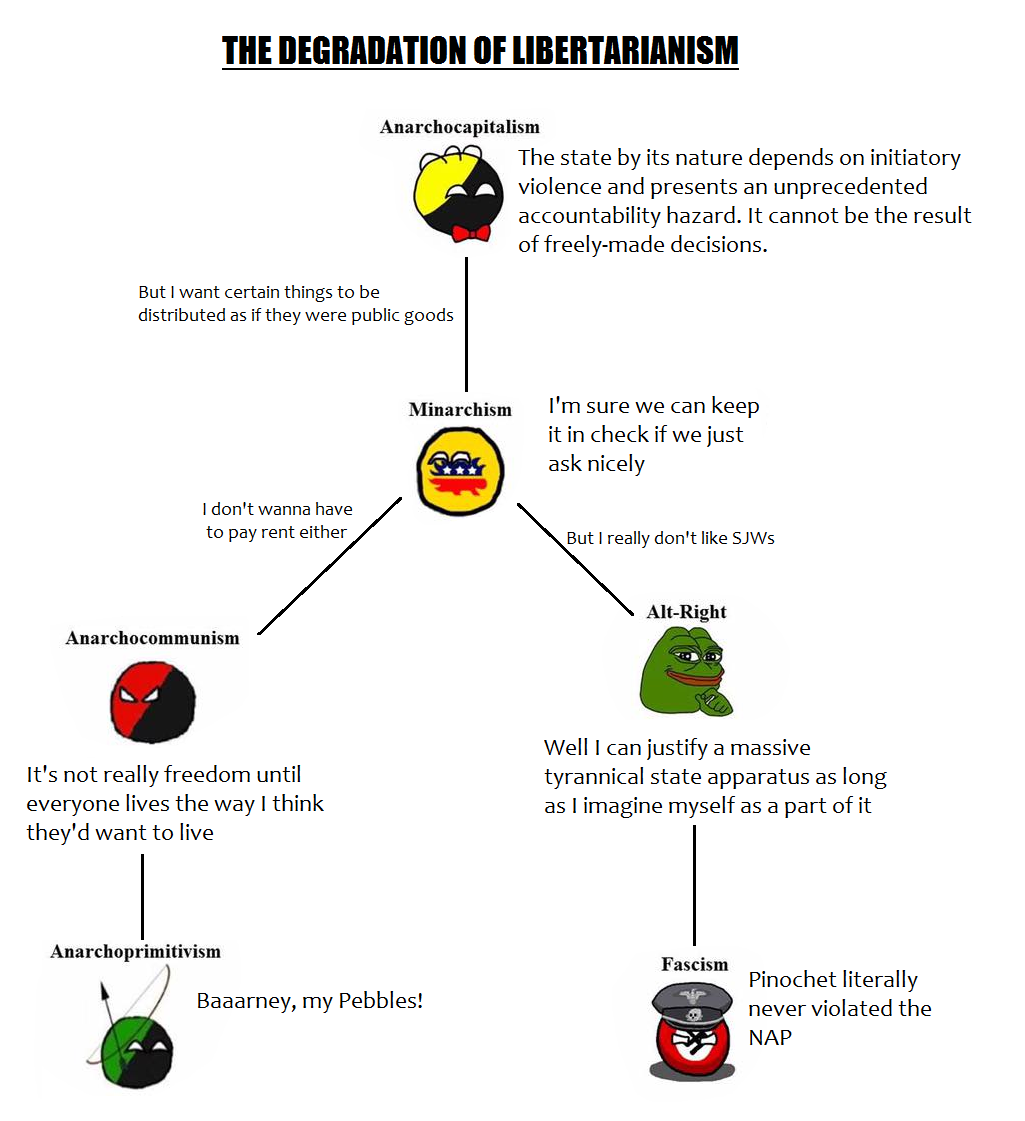 THE DEGRADATION OF LIBERTARIANISM
Anarchocapitalism
The state by its nature depends on initiatory
violence and presents an unprecedented
accountability hazard. It cannot be the result
of freely-made decisions.
But I want certain things to be
distributed as if they were public goods
Minarchism
I'm sure we can keep
it in check if we just
ask nicely
I don't wanna have
to pay rent either
But I really don't like SJWs
Anarchocommunism
It's not really freedom until
everyone lives the way I think
they'd want to live
Alt-Right
Well I can justify a massive
tyrannical state apparatus as long
as I imagine myself as a part of it
Anarchoprimitivism
Baaarney, my Pebbles!
Fascism
Pinochet literally
never violated the
NAP